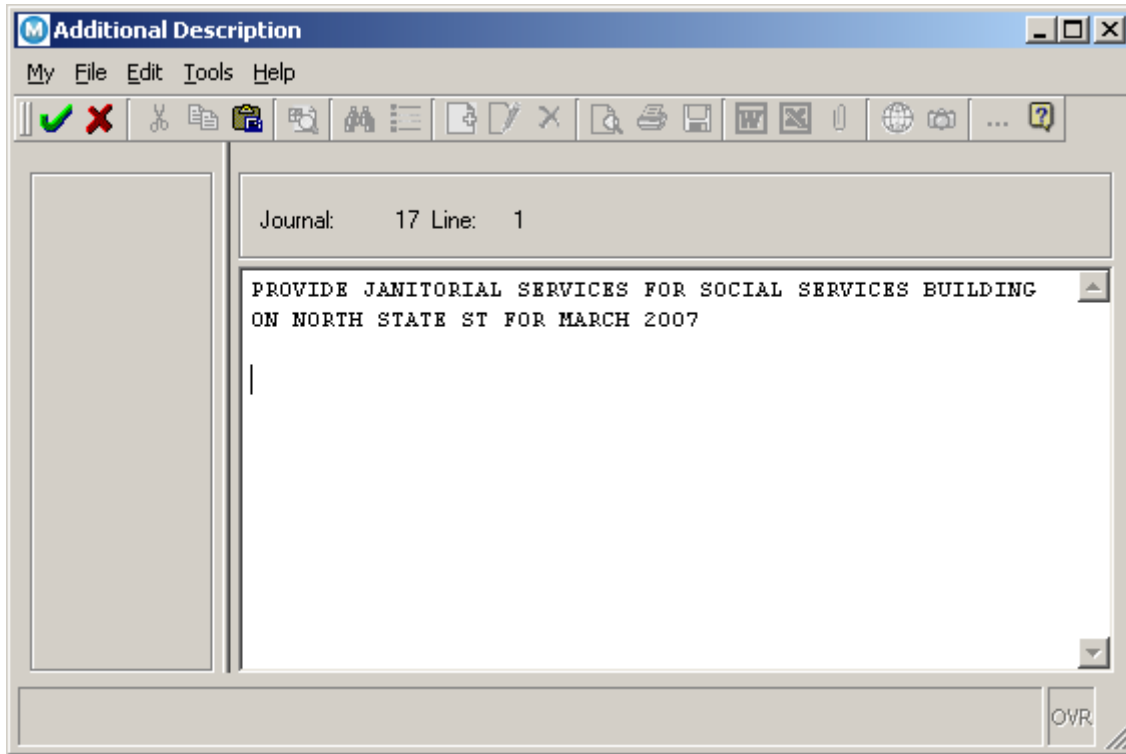 Additional Description
My File Edit Tools Help
Journal: 17 Line: 1
PROVIDE JANITORIAL SERVICES FOR SOCIAL SERVICES BUILDING
ON NORTH STATE ST FOR MARCH 2007
OVR